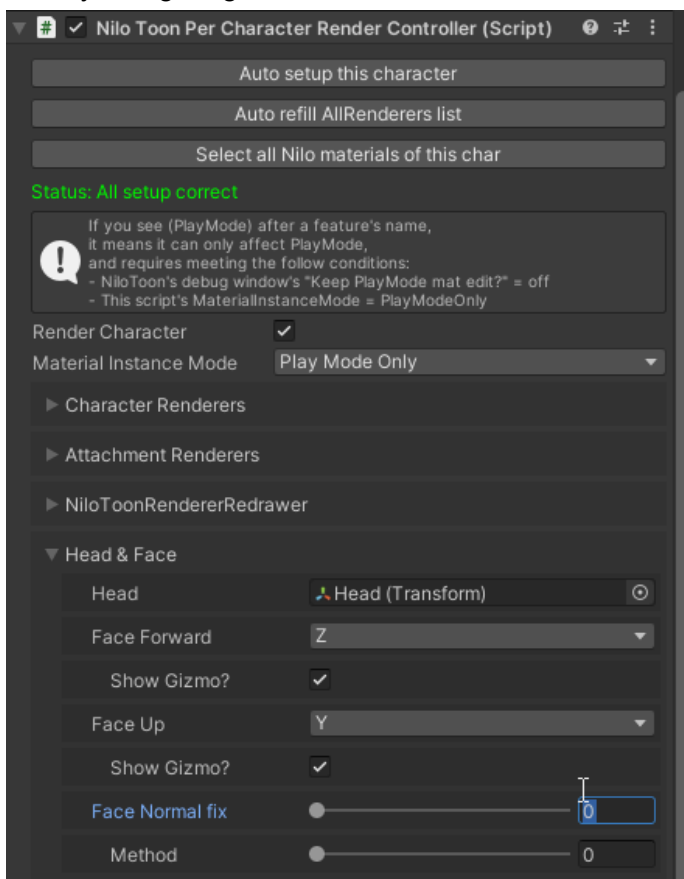 # Nilo Toon Per Character Render Controller (Script)
Auto setup this character
Auto refill AllRenderers list
Select all Nilo materials of this char
Status: All setup correct
If you see (PlayMode) after a feature's name,
it means it can only affect PlayMode,
and requires meeting the follow conditions:
- NiloToon's debug window's "Keep PlayMode mat edit?" = off
- This script's MaterialInstanceMode = PlayModeOnly
Render Character
Material Instance Mode Play Mode Only
Character Renderers
Attachment Renderers
NiloToonRendererRedrawer
Head & Face
Head Head (Transform)
Face Forward Z
Show Gizmo?
Face Up Y
Show Gizmo?
Face Normal fix 0
Method 0